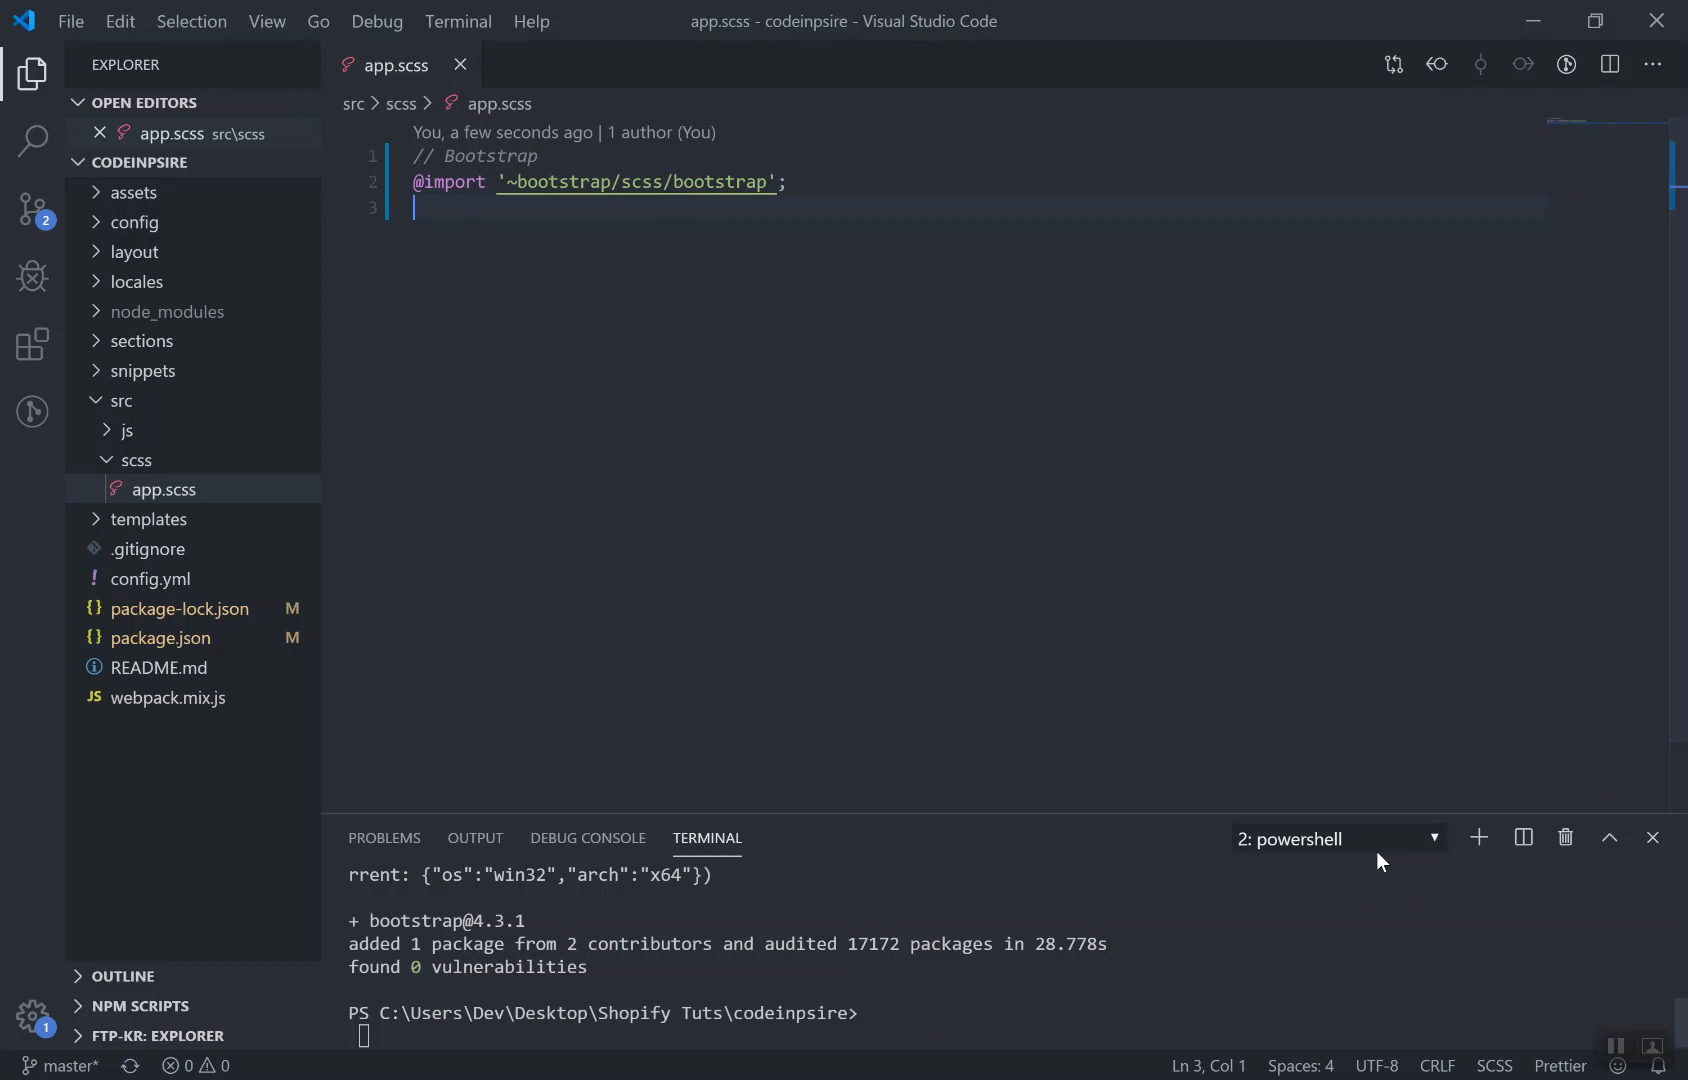 File Edit Selection View Go Debug Terminal Help
app.scss - codeinpsire - Visual Studio Code
EXPLORER
OPEN EDITORS
app.scss src\scss
CODEINPSIRE
assets
config
layout
locales
node_modules
sections
snippets
src
js
scss
app.scss
templates
.gitignore
config.yml
package-lock.json M
package.json M
README.md
JS webpack.mix.js
OUTLINE
NPM SCRIPTS
FTP-KR: EXPLORER
2
1
app.scss
src > scss > app.scss
You, a few seconds ago | 1 author (You)
1 // Bootstrap
2 @import '~bootstrap/scss/bootstrap';
3
PROBLEMS OUTPUT DEBUG CONSOLE TERMINAL
2: powershell
rrent: {"os":"win32","arch":"x64"})
+ bootstrap@4.3.1
added 1 package from 2 contributors and audited 17172 packages in 28.778s
found 0 vulnerabilities
PS C:\Users\Dev\Desktop\Shopify Tuts\codeinpsire>
master* 0 0
Ln 3, Col 1 Spaces: 4 UTF-8 CRLF SCSS Prettier